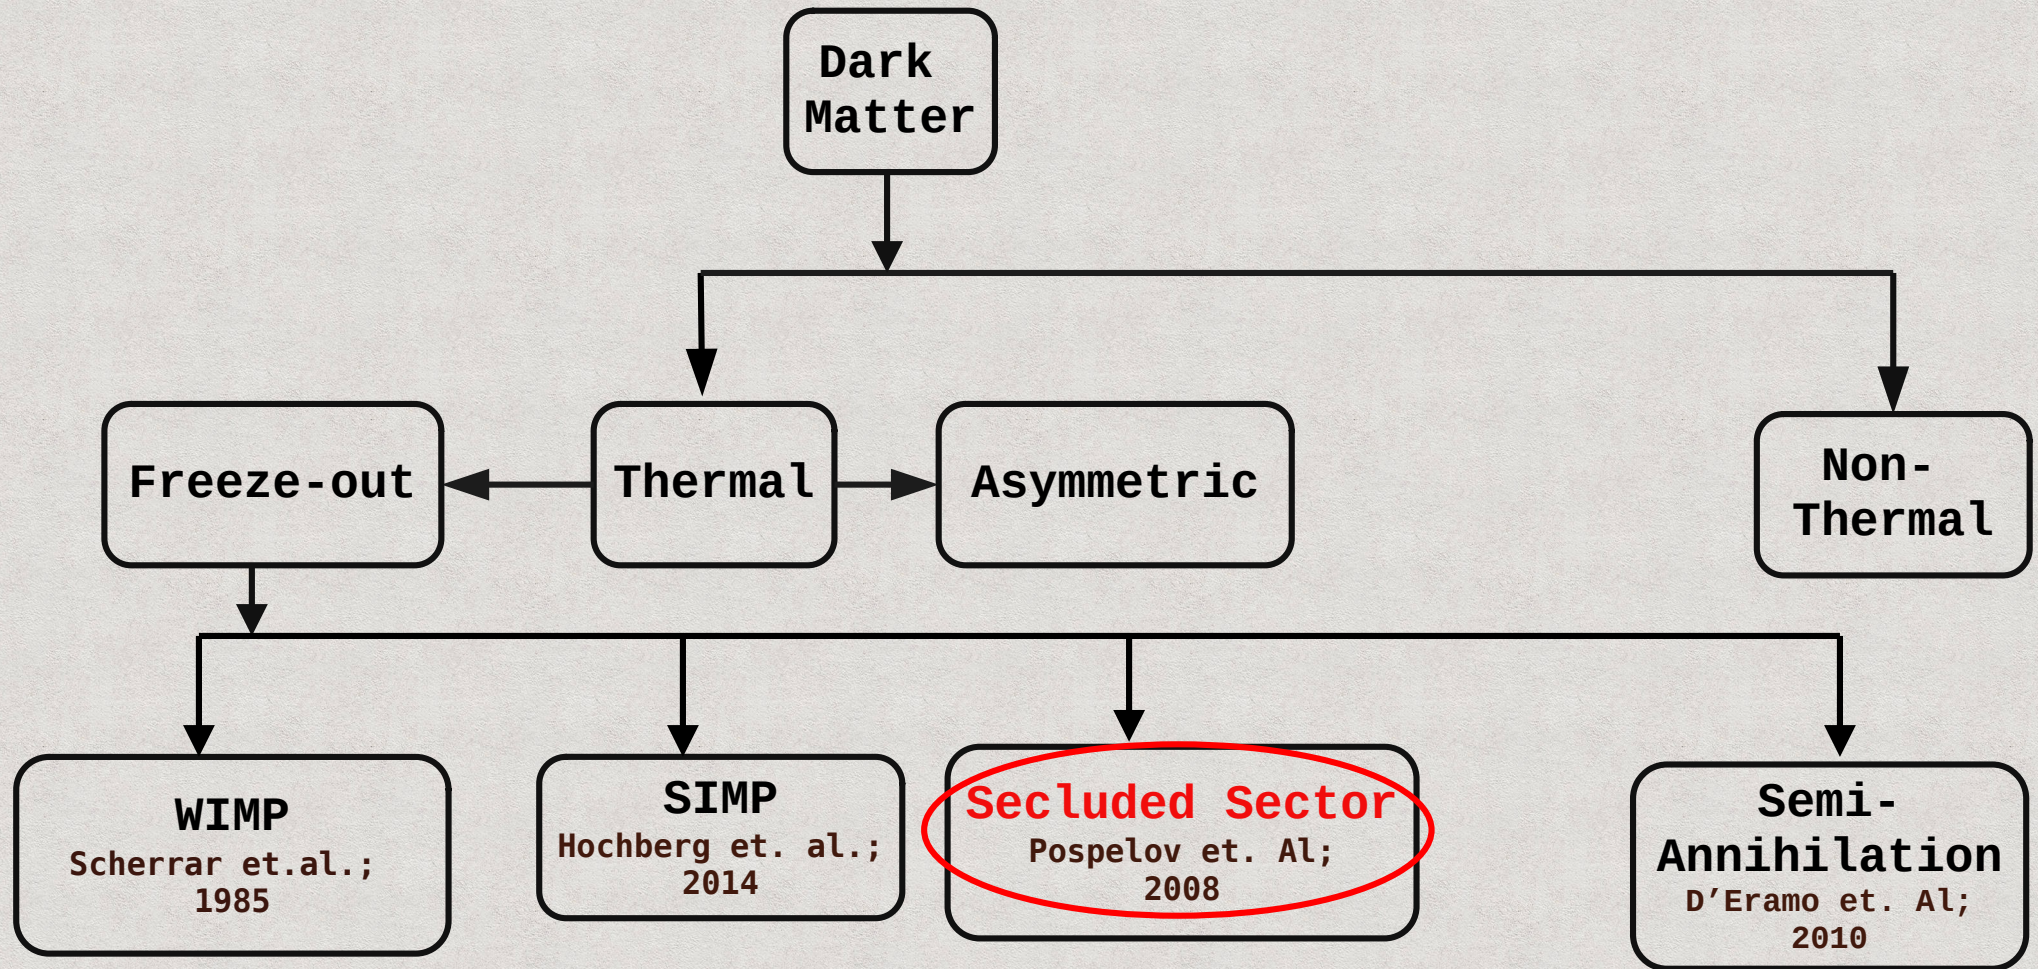 Dark
Matter
Freeze-out
Thermal
Asymmetric
Non-
Thermal
WIMP
Scherrar et.al.;
1985
SIMP
Hochberg et. al.;
2014
Secluded Sector
Pospelov et. Al;
2008
Semi-
Annihilation
D’Eramo et. Al;
2010